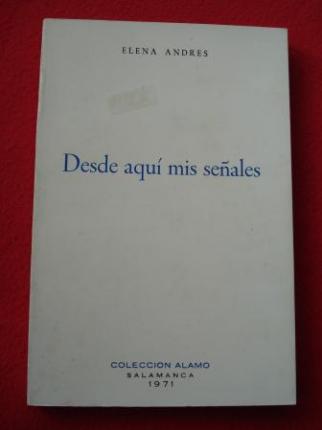 ELENA ANDRES
Desde aquí mis señales
COLECCION ALAMO
SALAMANCA
1971